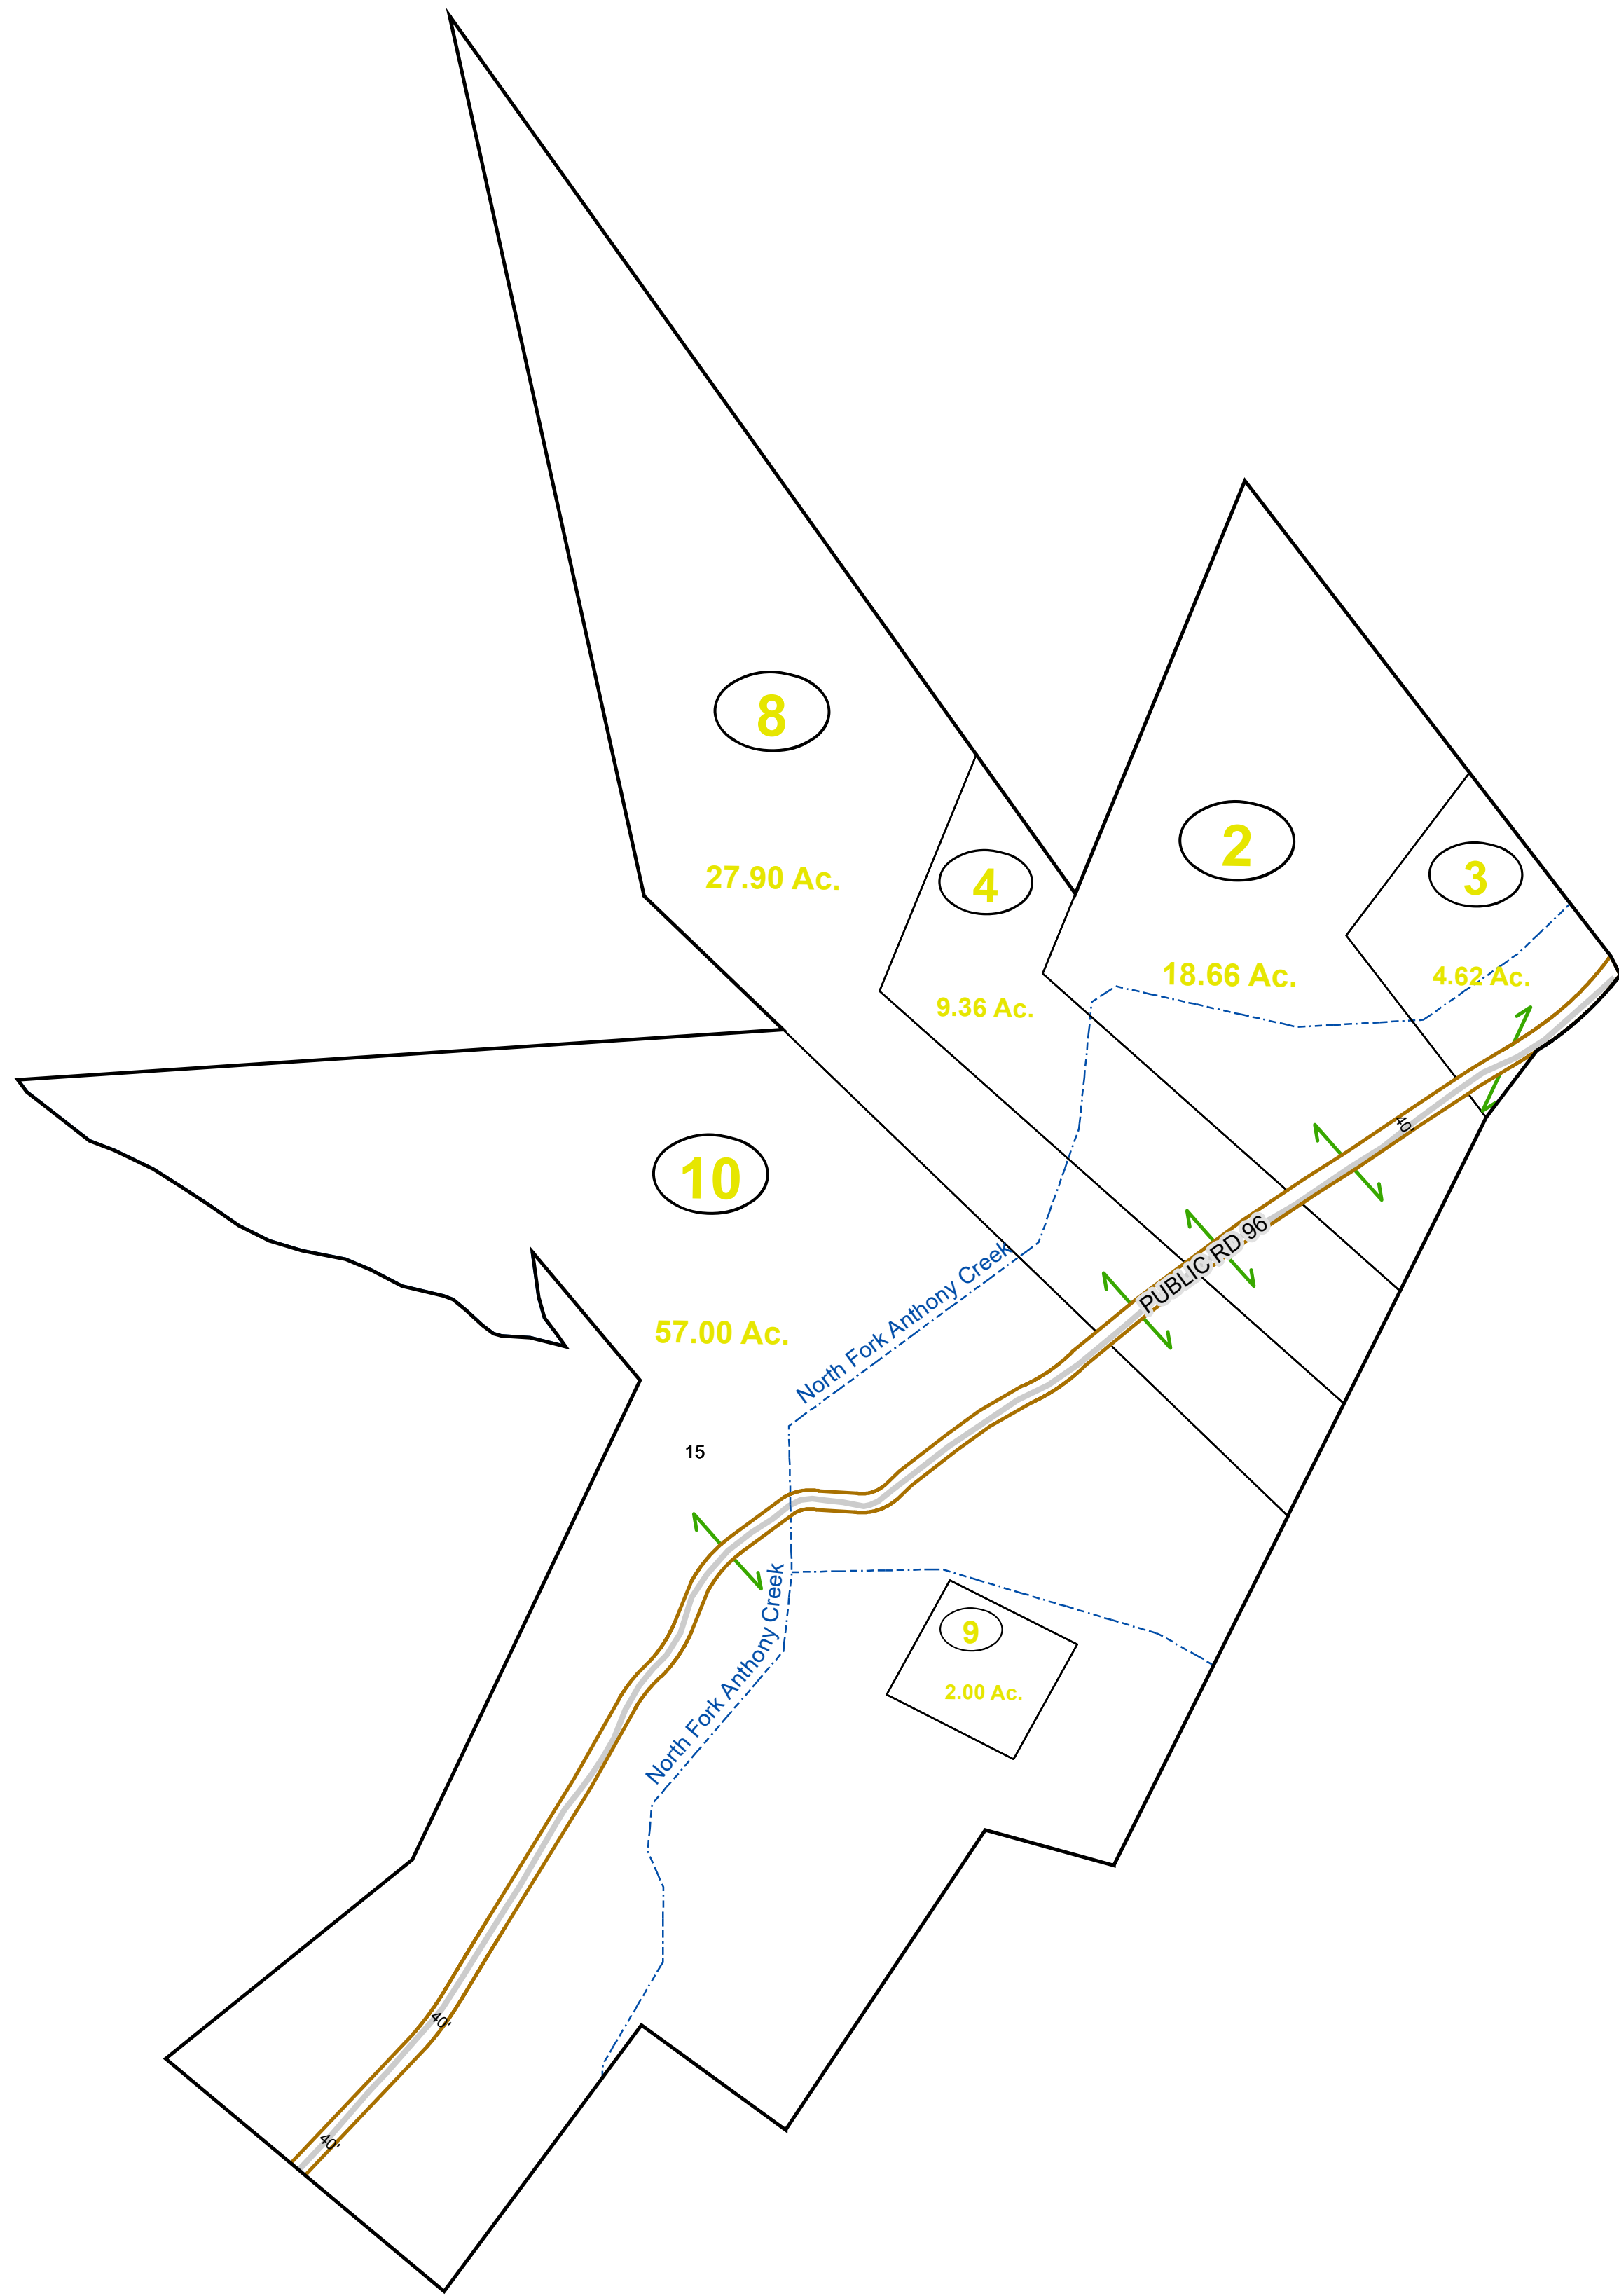 8
27.90 Ac.
4
9.36 Ac.
2
18.66 Ac.
3
4.62 Ac.
40'
PUBLIC RD 96
10
57.00 Ac.
North Fork Anthony Creek
15
North Fork Anthony Creek
9
2.00 Ac.
40'
40'